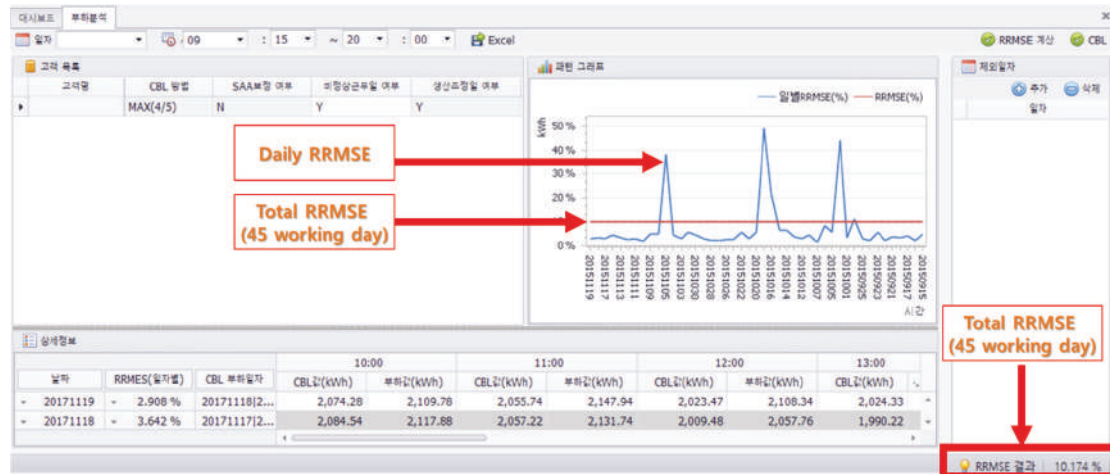 대시보드 부하분석
일자 09 : 15 ~ 20 : 00 Excel RRMSE 계산 CBL
고객 목록
고객명 CBL 방법 SAA보정 여부 비정상근무일 여부 생산조정일 여부
MAX(4/5) N Y Y
패턴 그래프
일별RRMSE(%) RRMSE(%)
kWh
50 %
40 %
30 %
20 %
0 %
20151119 20151117 20151113 20151111 20151109 20151105 20151103 20151030 20151028 20151026 20151022 20151020 20151016 20151014 20151012 20151007 20151005 20151001 20150925 20150923 20150921 20150917 20150915
시간
제외일자
추가 삭제
일자
Daily RRMSE
Total RRMSE
(45 working day)
Total RRMSE
(45 working day)
상세정보
10:00 11:00 12:00 13:00
날짜 RRMES(일자별) CBL 부하일자 CBL값(kWh) 부하값(kWh) CBL값(kWh) 부하값(kWh) CBL값(kWh) 부하값(kWh) CBL값(kWh)
20171119 2.908 % 20171118|2... 2,074.28 2,109.78 2,055.74 2,147.94 2,023.47 2,108.34 2,024.33
20171118 3.642 % 20171117|2... 2,084.54 2,117.88 2,057.22 2,131.74 2,009.48 2,057.76 1,990.22
RRMSE 결과 10.174 %